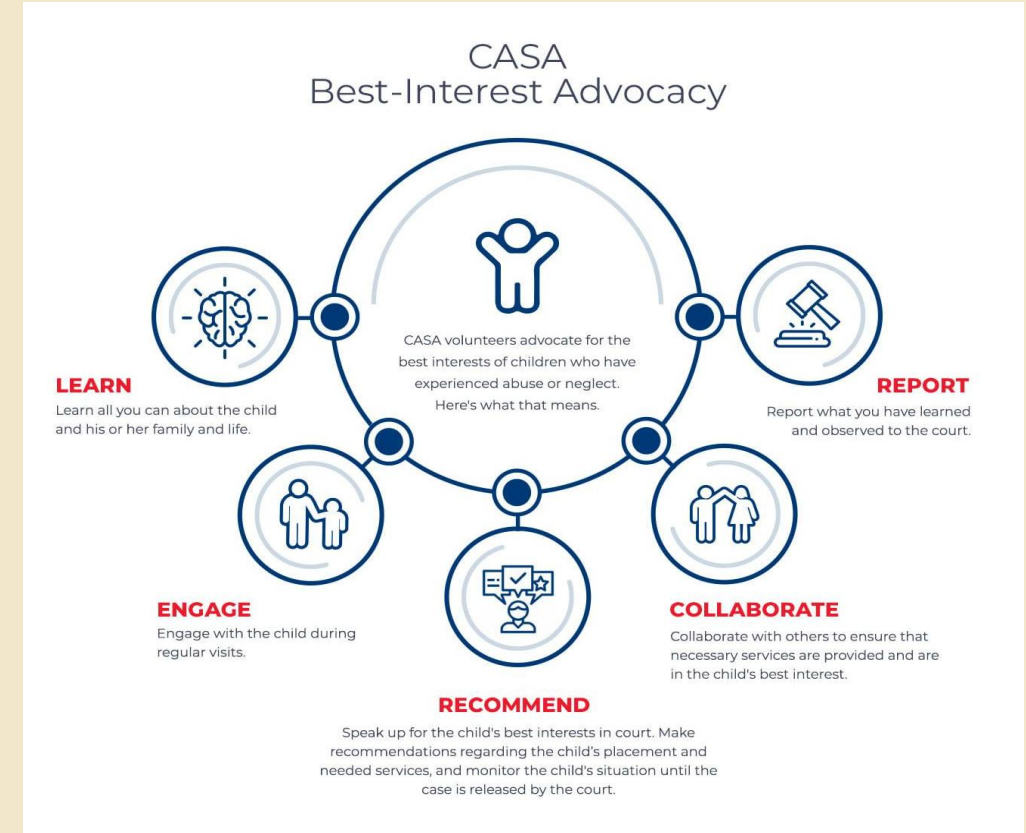 CASA
Best-Interest Advocacy
CASA volunteers advocate for the
best interests of children who have
experienced abuse or neglect.
Here's what that means.
LEARN
Learn all you can about the child
and his or her family and life.
ENGAGE
Engage with the child during
regular visits.
RECOMMEND
Speak up for the child's best interests in court. Make
recommendations regarding the child’s placement and
needed services, and monitor the child's situation until the
case is released by the court.
COLLABORATE
Collaborate with others to ensure that
necessary services are provided and are
in the child's best interest.
REPORT
Report what you have learned
and observed to the court.